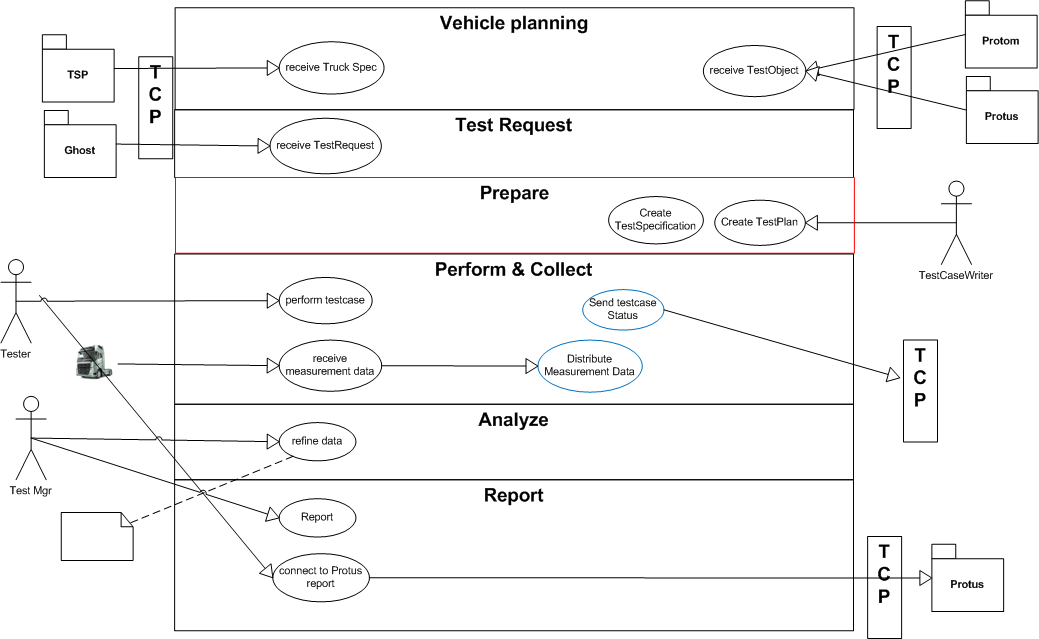 Vehicle planning
TSP
T
C
P
receive Truck Spec
receive TestObject
T
C
P
Protom
Protus
Test Request
Ghost
receive TestRequest
Prepare
Create
TestSpecification
Create TestPlan
TestCaseWriter
Perform & Collect
Tester
perform testcase
Send testcase
Status
receive
measurement data
Distribute
Measurement Data
T
C
P
Analyze
Test Mgr
refine data
Report
Report
connect to Protus
report
T
C
P
Protus